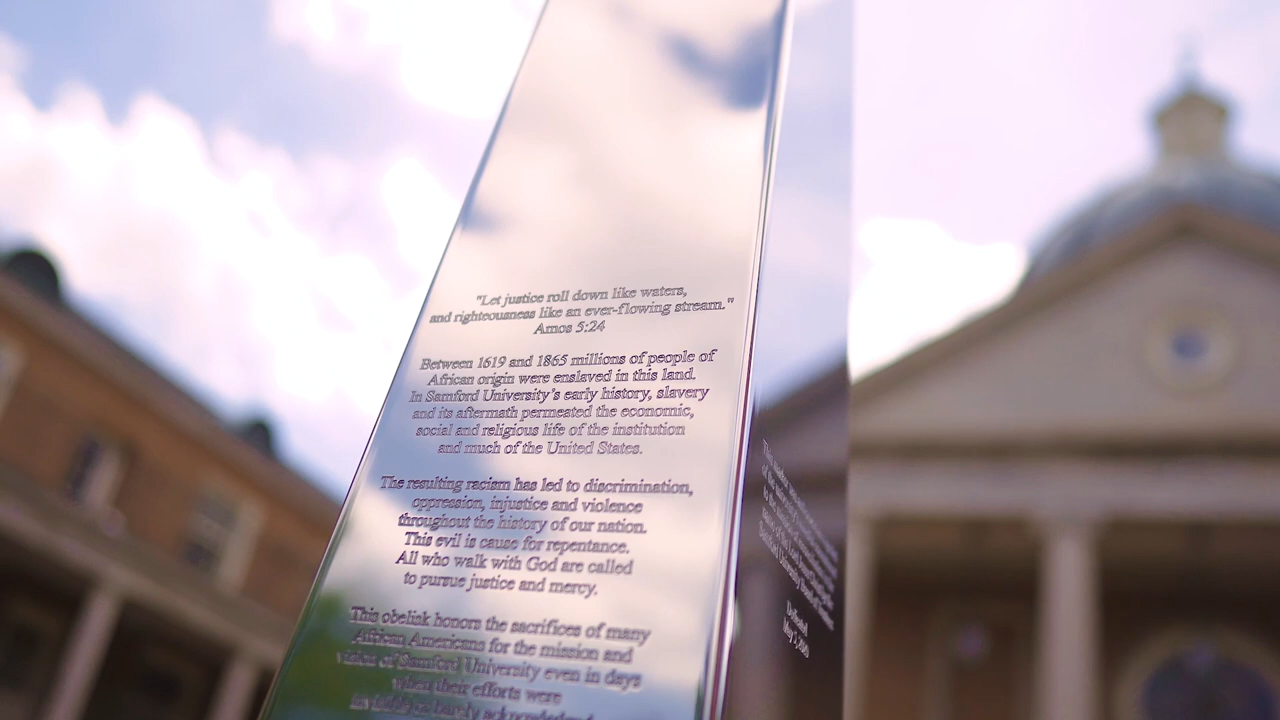 "Let justice roll down like waters,
and righteousness like an ever-flowing stream."
Amos 5:24
Between 1619 and 1865 millions of people of
African origin were enslaved in this land.
In Samford University's early history, slavery
and its aftermath permeated the economic,
social and religious life of the institution
and much of the United States.
The resulting racism has led to discrimination,
oppression, injustice and violence
throughout the history of our nation.
This evil is cause for repentance.
All who walk with God are called
to pursue justice and mercy.
This obelisk honors the sacrifices of many
African Americans for the mission and
vision of Samford University even in days
when their efforts were
barely acknowledged
Dedicated
May